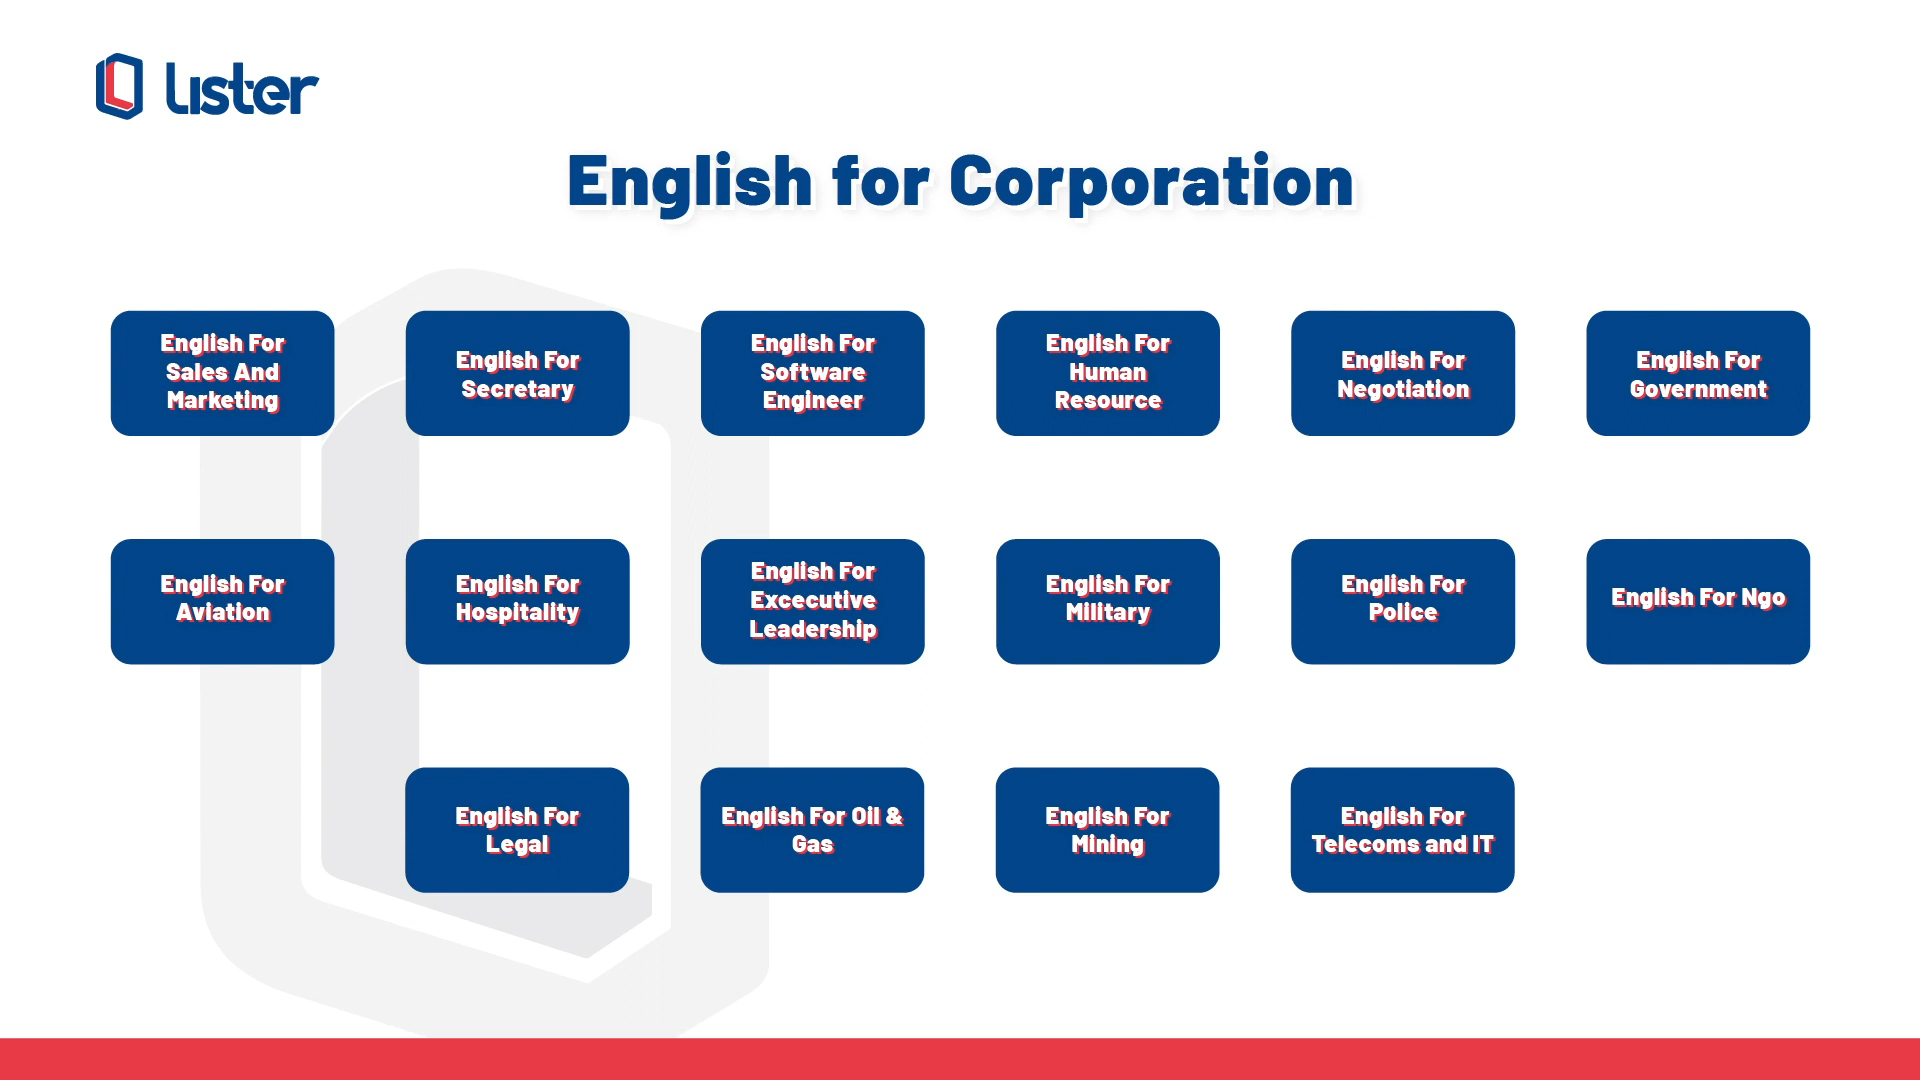 Lister
English for Corporation
English For
Sales And
Marketing
English For
Secretary
English For
Software
Engineer
English For
Human
Resource
English For
Negotiation
English For
Government
English For
Aviation
English For
Hospitality
English For
Excecutive
Leadership
English For
Military
English For
Police
English For Ngo
English For
Legal
English For Oil &
Gas
English For
Mining
English For
Telecoms and IT